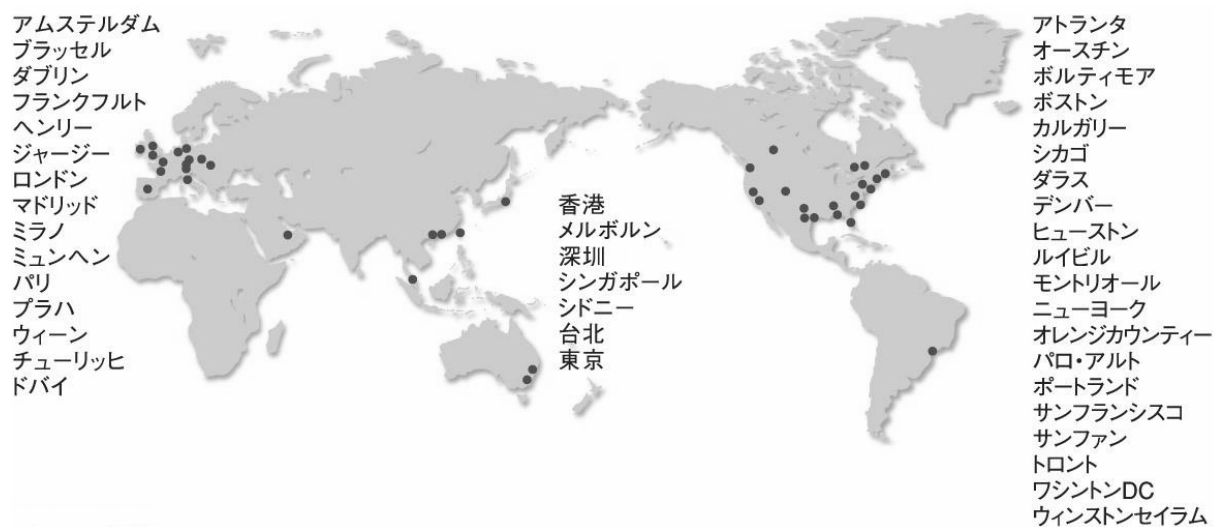 アムステルダム
ブラッセル
ダブリン
フランクフルト
ヘンリー
ジャージー
ロンドン
マドリッド
ミラノ
ミュンヘン
パリ
プラハ
ウィーン
チューリッヒ
ドバイ
香港
メルボルン
深圳
シンガポール
シドニー
台北
東京
アトランタ
オースチン
ボルティモア
ボストン
カルガリー
シカゴ
ダラス
デンバー
ヒューストン
ルイビル
モントリオール
ニューヨーク
オレンジカウンティー
パロ・アルト
ポートランド
サンフランシスコ
サンファン
トロント
ワシントンDC
ウィンストンセイラム